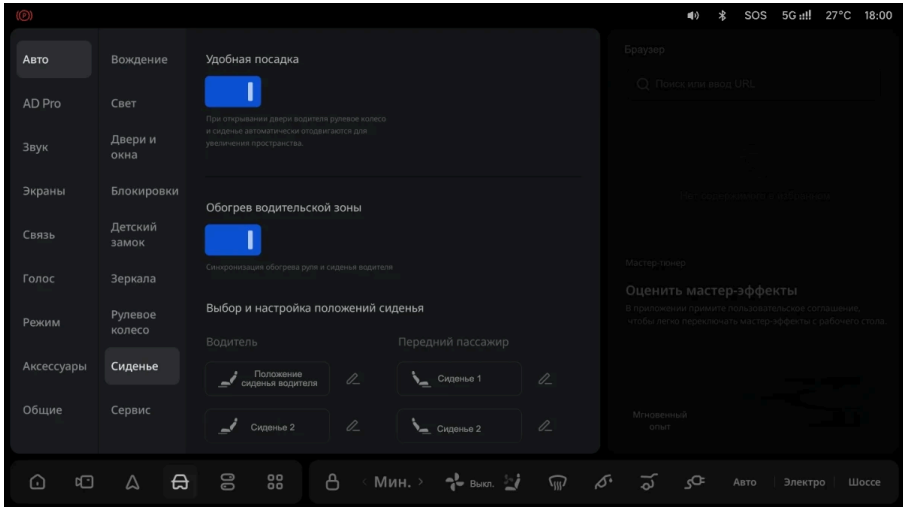 (P)
SOS 5G 27°C 18:00
Авто
AD Pro
Звук
Экраны
Связь
Голос
Режим
Аксессуары
Общие
Вождение
Свет
Двери и
окна
Блокировки
Детский
замок
Зеркала
Рулевое
колесо
Сиденье
Сервис
Удобная посадка
При открывании двери водителя рулевое колесо
и сиденье автоматически отодвигаются для
увеличения пространства.
Обогрев водительской зоны
Синхронизация обогрева руля и сиденья водителя
Выбор и настройка положений сиденья
Водитель
Передний пассажир
Положение
сиденья водителя
Сиденье 1
Сиденье 2
Сиденье 2
Браузер
Поиск или ввод URL
Мастер-понер
Оценить мастер-эффекты
В приложении примите пользовательское соглашение,
чтобы легко переключать мастер-эффекты с рабочего стола.
Мгновенный
опыт
Мин.
Выкл.
Авто
Электро
Шоссе